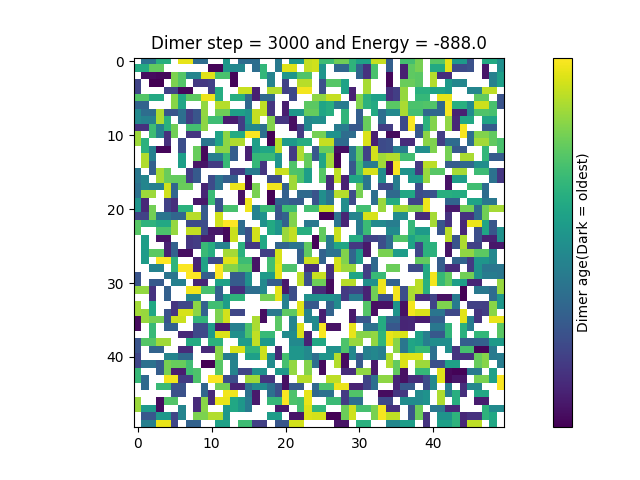 Dimer step = 3000 and Energy = -888.0
0
10
20
30
40
0 10 20 30 40
Dimer age(Dark = oldest)